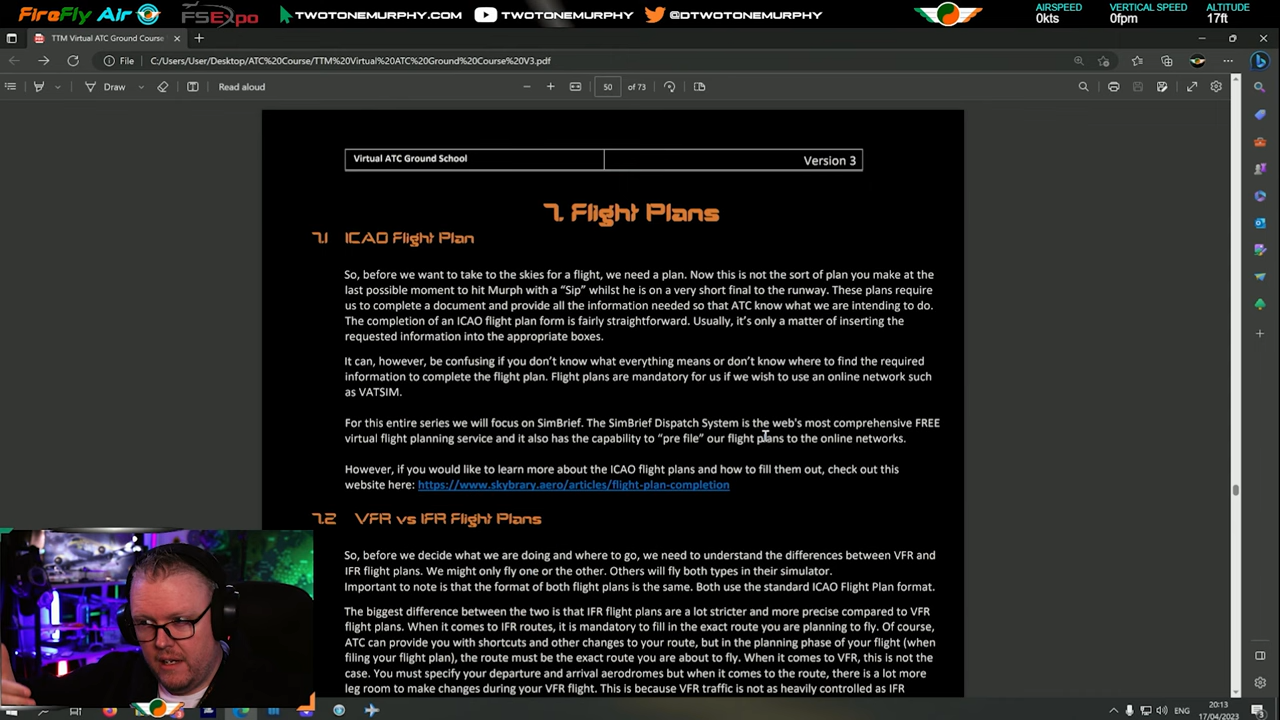 FIREFLY AIR
FSExpo
TWOTONEMURPHY.COM
TWOTONEMURPHY
@DTWOTONEMURPHY
AIRSPEED
0kts
VERTICAL SPEED
0fpm
ALTITUDE
17ft
TTM Virtual ATC Ground Course
File
C:/Users/User/Desktop/ATC%20Course/TTM%20Virtual%20ATC%20Ground%20Course%20V3.pdf
Draw
Read aloud
50
of 73
Virtual ATC Ground School
Version 3
7. Flight Plans
7.1 ICAO Flight Plan
So, before we want to take to the skies for a flight, we need a plan. Now this is not the sort of plan you make at the
last possible moment to hit Murph with a “Sip” whilst he is on a very short final to the runway. These plans require
us to complete a document and provide all the information needed so that ATC know what we are intending to do.
The completion of an ICAO flight plan form is fairly straightforward. Usually, it’s only a matter of inserting the
requested information into the appropriate boxes.
It can, however, be confusing if you don’t know what everything means or don’t know where to find the required
information to complete the flight plan. Flight plans are mandatory for us if we wish to use an online network such
as VATSIM.
For this entire series we will focus on SimBrief. The SimBrief Dispatch System is the web’s most comprehensive FREE
virtual flight planning service and it also has the capability to “pre file” our flight plans to the online networks.
However, if you would like to learn more about the ICAO flight plans and how to fill them out, check out this
website here: https://www.skybrary.aero/articles/flight-plan-completion
7.2 VFR vs IFR Flight Plans
So, before we decide what we are doing and where to go, we need to understand the differences between VFR and
IFR flight plans. We might only fly one or the other. Others will fly both types in their simulator.
Important to note is that the format of both flight plans is the same. Both use the standard ICAO Flight Plan format.
The biggest difference between the two is that IFR flight plans are a lot stricter and more precise compared to VFR
flight plans. When it comes to IFR routes, it is mandatory to fill in the exact route you are planning to fly. Of course,
ATC can provide you with shortcuts and other changes to your route, but in the planning phase of your flight (when
filing your flight plan), the route must be the exact route you are about to fly. When it comes to VFR, this is not the
case. You must specify your departure and arrival aerodromes but when it comes to the route, there is a lot more
leg room to make changes during your VFR flight. This is because VFR traffic is not as heavily controlled as IFR
ENG
20:13
17/04/2023